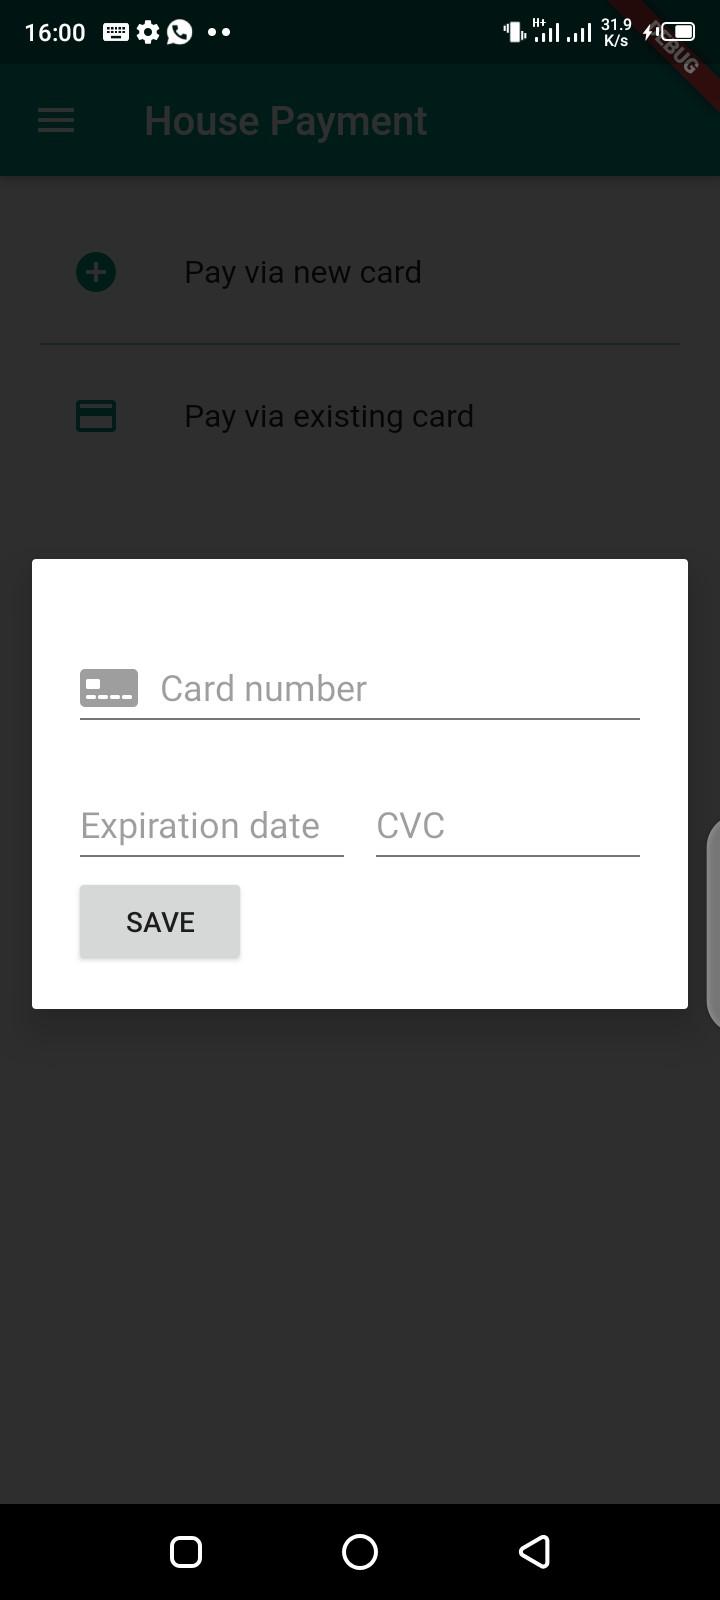 16:00
H+
31.9
K/s
DEBUG
House Payment
Pay via new card
Pay via existing card
Card number
Expiration date
CVC
SAVE